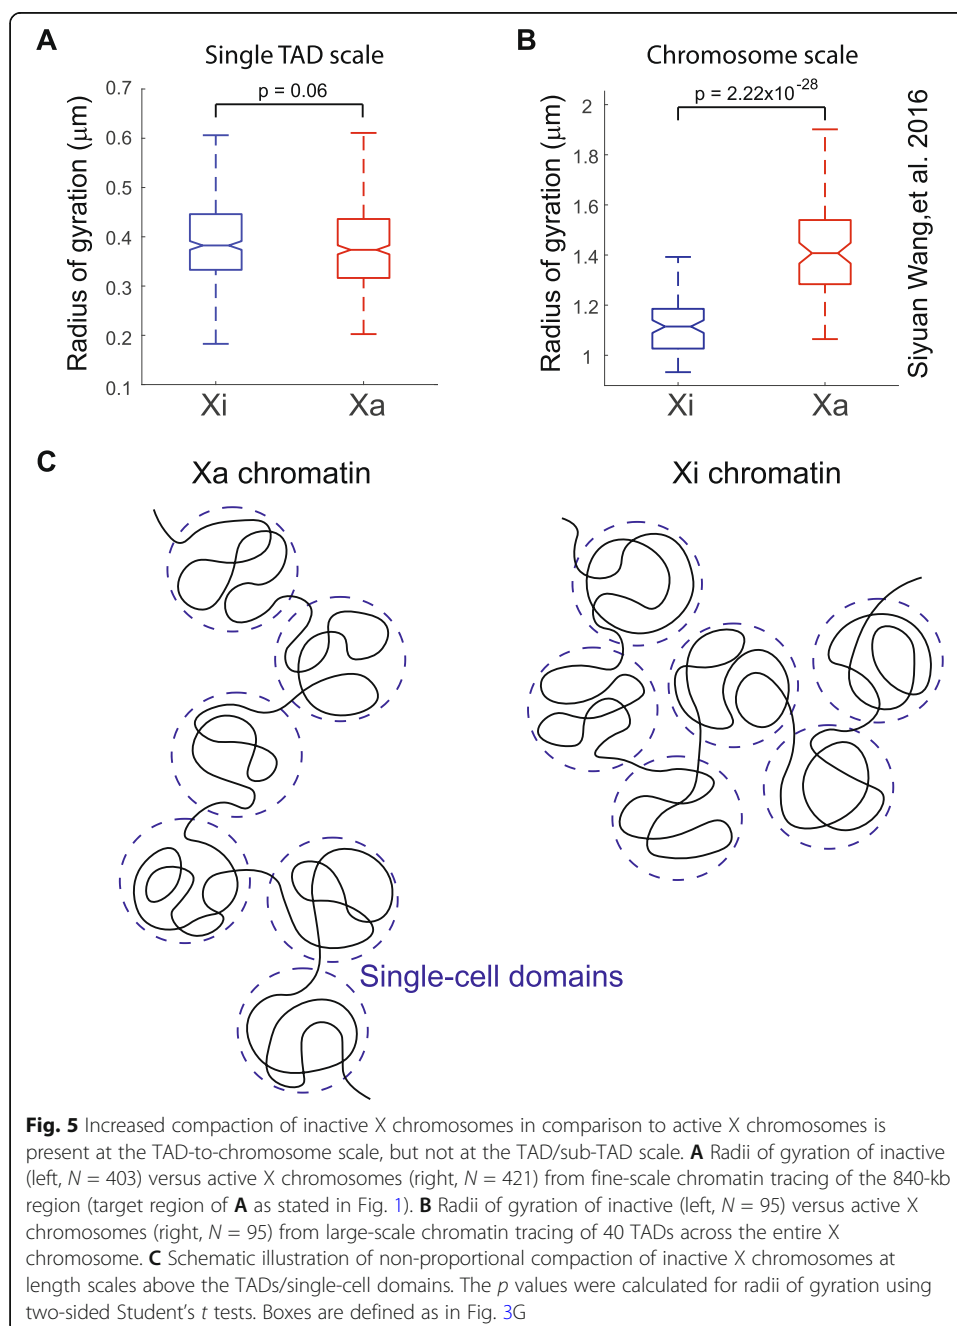 A
Single TAD scale
p = 0.06
Radius of gyration (μm)
0.7
0.6
0.5
0.4
0.3
0.2
0.1
Xi
Xa
B
Chromosome scale
p = 2.22x10⁻²⁸
Radius of gyration (μm)
2
1.8
1.6
1.4
1.2
1
Xi
Xa
Siyuan Wang,et al. 2016
C
Xa chromatin
Xi chromatin
Single-cell domains
Fig. 5 Increased compaction of inactive X chromosomes in comparison to active X chromosomes is
present at the TAD-to-chromosome scale, but not at the TAD/sub-TAD scale. A Radii of gyration of inactive
(left, N = 403) versus active X chromosomes (right, N = 421) from fine-scale chromatin tracing of the 840-kb
region (target region of A as stated in Fig. 1). B Radii of gyration of inactive (left, N = 95) versus active X
chromosomes (right, N = 95) from large-scale chromatin tracing of 40 TADs across the entire X
chromosome. C Schematic illustration of non-proportional compaction of inactive X chromosomes at
length scales above the TADs/single-cell domains. The p values were calculated for radii of gyration using
two-sided Student's t tests. Boxes are defined as in Fig. 3G